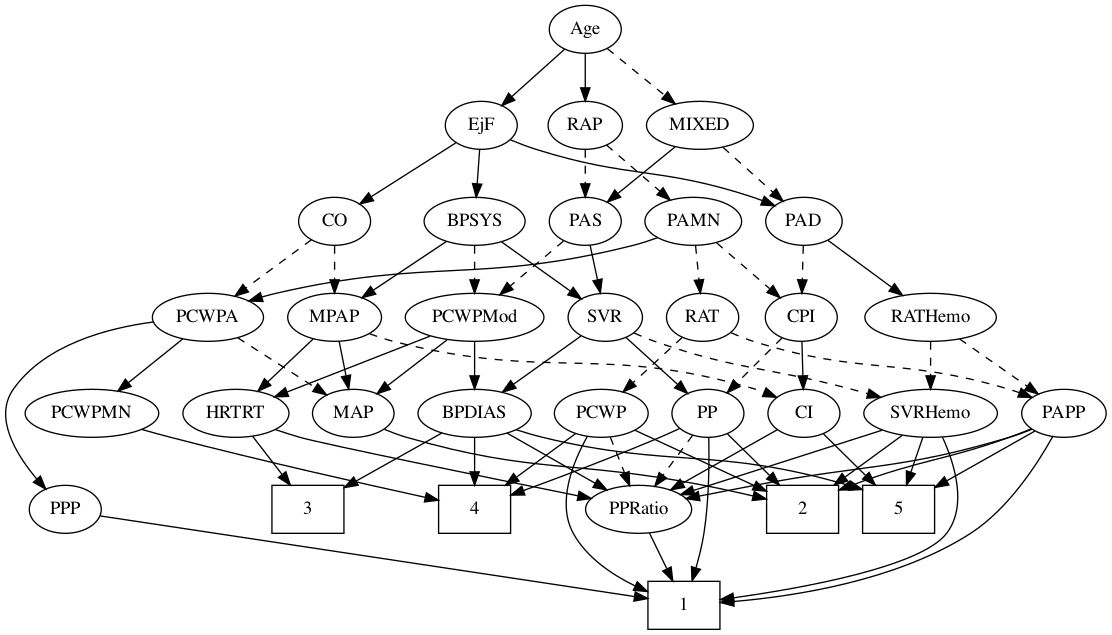 Age
EjF
RAP
MIXED
CO
BPSYS
PAS
PAMN
PAD
PCWPA
MPAP
PCWPMod
SVR
RAT
CPI
RATHemo
PCWPMN
HRTRT
MAP
BPDIAS
PCWP
PP
CI
SVRHemo
PAPP
PPP
3
4
PPRatio
2
5
1